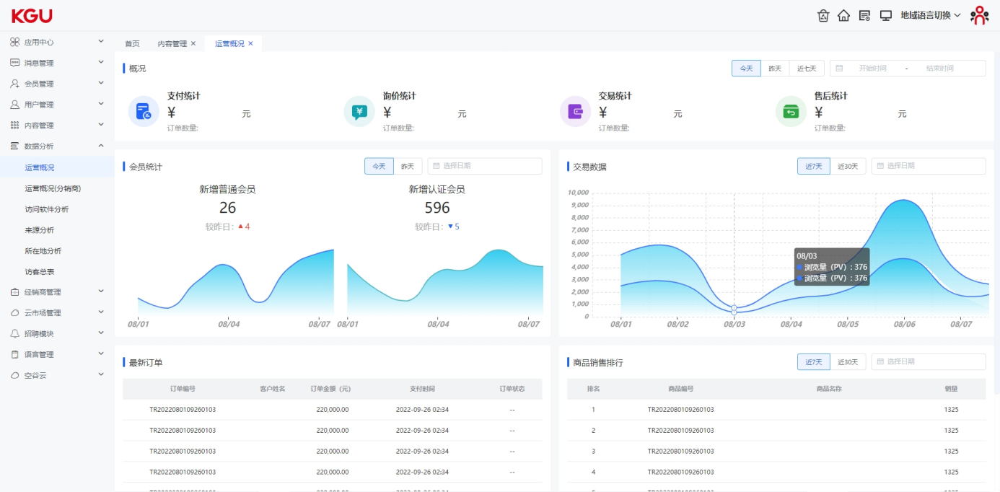 KGU
地域语言切换
应用中心
消息管理
会员管理
用户管理
内容管理
数据分析
运营概况
运营概况(分销商)
访问软件分析
来源分析
所在地分析
访客总表
经销商管理
云市场管理
招聘模块
语言管理
空谷云
首页 内容管理 × 运营概况 ×
概况
今天 昨天 近七天 开始时间 - 结束时间
支付统计
¥ 元
订单数量:
询价统计
¥ 元
订单数量:
交易统计
¥ 元
订单数量:
售后统计
¥ 元
订单数量:
会员统计
今天 昨天 选择日期
新增普通会员
26
较昨日: ▲4
新增认证会员
596
较昨日: ▼5
08/01 08/04 08/07
08/01 08/04 08/07
交易数据
近7天 近30天 选择日期
10,000
9,000
8,000
7,000
6,000
5,000
4,000
3,000
2,000
1,000
0
08/03
浏览量（PV）: 376
浏览量（PV）: 376
08/01 08/02 08/03 08/04 08/05 08/06 08/07
最新订单
订单编号 客户姓名 订单金额（元） 支付时间 订单状态
TR2022080109260103 220,000.00 2022-09-26 02:34 --
TR2022080109260103 220,000.00 2022-09-26 02:34 --
TR2022080109260103 220,000.00 2022-09-26 02:34 --
TR2022080109260103 220,000.00 2022-09-26 02:34 --
商品销售排行
近7天 近30天 选择日期
排名 商品编号 商品名称 销量
1 TR2022080109260103 1325
2 TR2022080109260103 1325
3 TR2022080109260103 1325
4 TR2022080109260103 1325